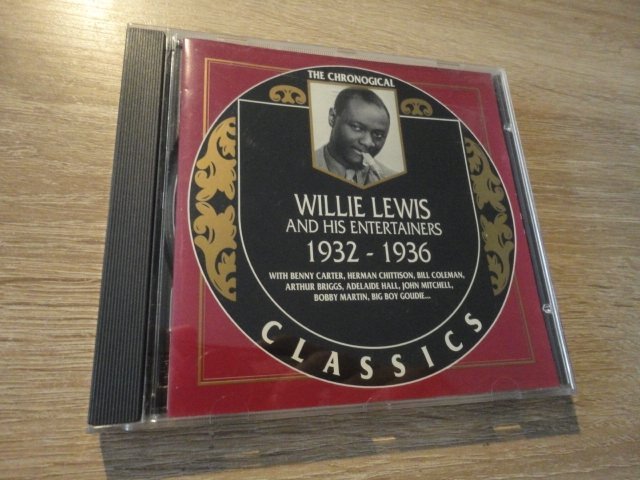 THE CHRONOGICAL
WILLIE LEWIS
AND HIS ENTERTAINERS
1932 - 1936
WITH BENNY CARTER, HERMAN CHITTISON, BILL COLEMAN,
ARTHUR BRIGGS, ADELAIDE HALL, JOHN MITCHELL,
BOBBY MARTIN, BIG BOY GOUDIE...
CLASSICS